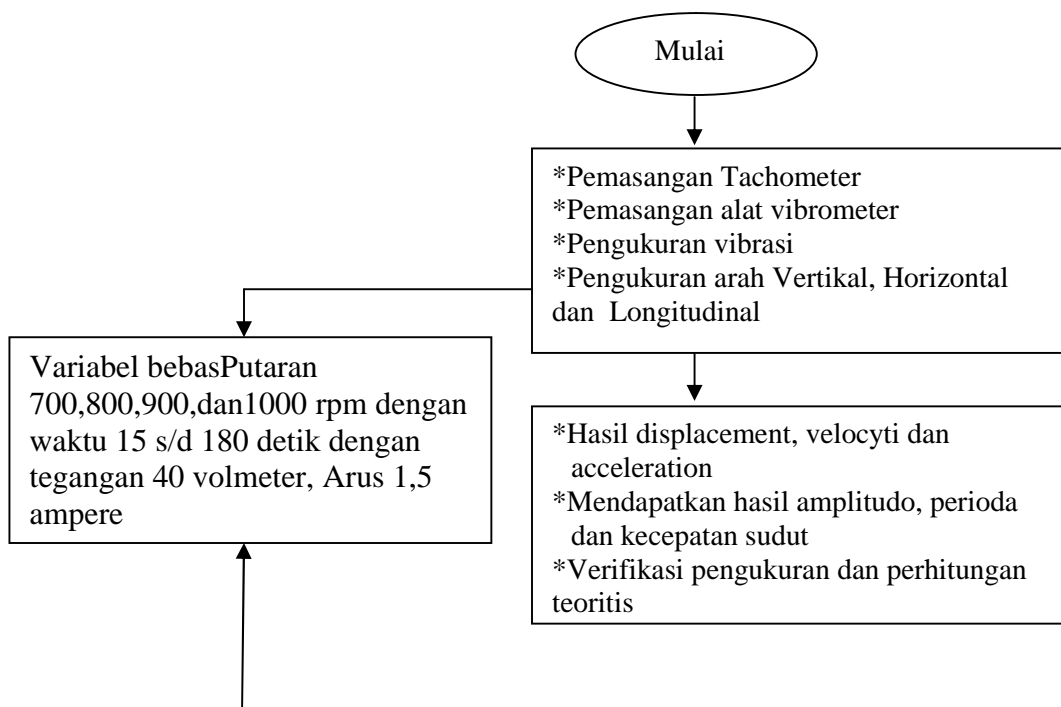 Mulai
*Pemasangan Tachometer
*Pemasangan alat vibrometer
*Pengukuran vibrasi
*Pengukuran arah Vertikal, Horizontal
dan Longitudinal
Variabel bebasPutaran
700,800,900,dan1000 rpm dengan
waktu 15 s/d 180 detik dengan
tegangan 40 volmeter, Arus 1,5
ampere
*Hasil displacement, velocyti dan
acceleration
*Mendapatkan hasil amplitudo, perioda
dan kecepatan sudut
*Verifikasi pengukuran dan perhitungan
teoritis